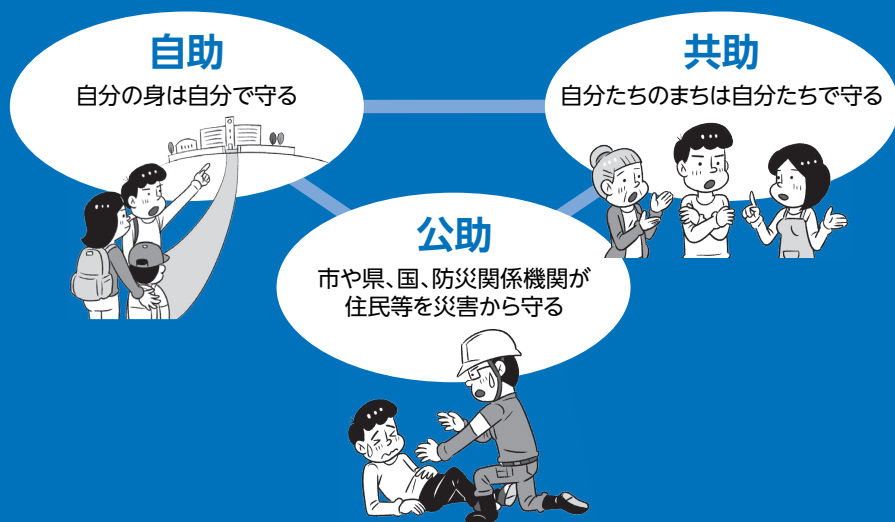 自助
自分の身は自分で守る
共助
自分たちのまちは自分たちで守る
公助
市や県、国、防災関係機関が
住民等を災害から守る